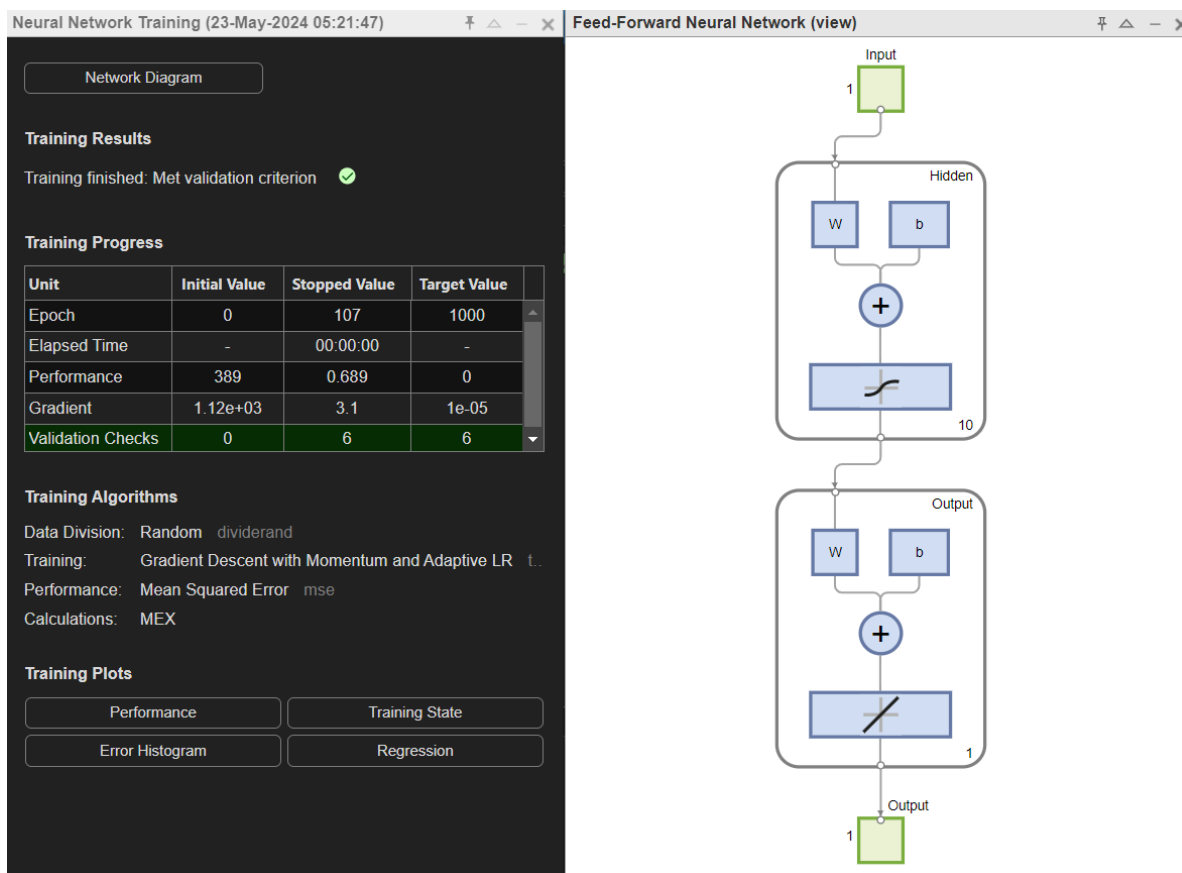 Neural Network Training (23-May-2024 05:21:47)
Network Diagram
Training Results
Training finished: Met validation criterion
Training Progress
Unit Initial Value Stopped Value Target Value
Epoch 0 107 1000
Elapsed Time - 00:00:00 -
Performance 389 0.689 0
Gradient 1.12e+03 3.1 1e-05
Validation Checks 0 6 6
Training Algorithms
Data Division: Random dividerand
Training: Gradient Descent with Momentum and Adaptive LR t..
Performance: Mean Squared Error mse
Calculations: MEX
Training Plots
Performance Training State
Error Histogram Regression
Feed-Forward Neural Network (view)
Input
1
Hidden
W b
+
10
Output
W b
+
1
Output
1